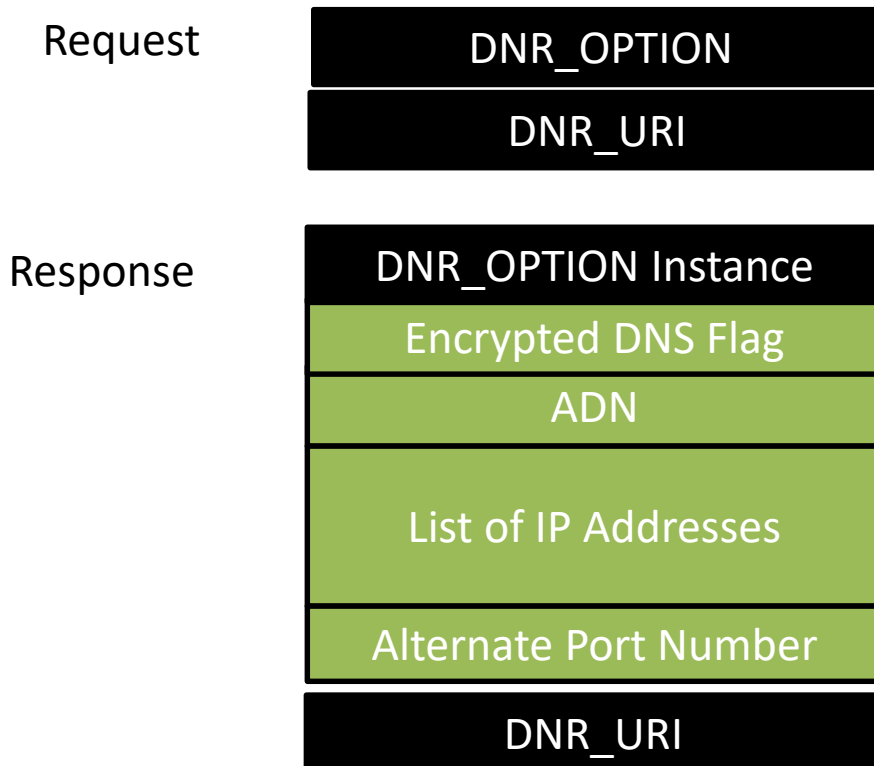 Request
DNR_OPTION
DNR_URI
Response
DNR_OPTION Instance
Encrypted DNS Flag
ADN
List of IP Addresses
Alternate Port Number
DNR_URI